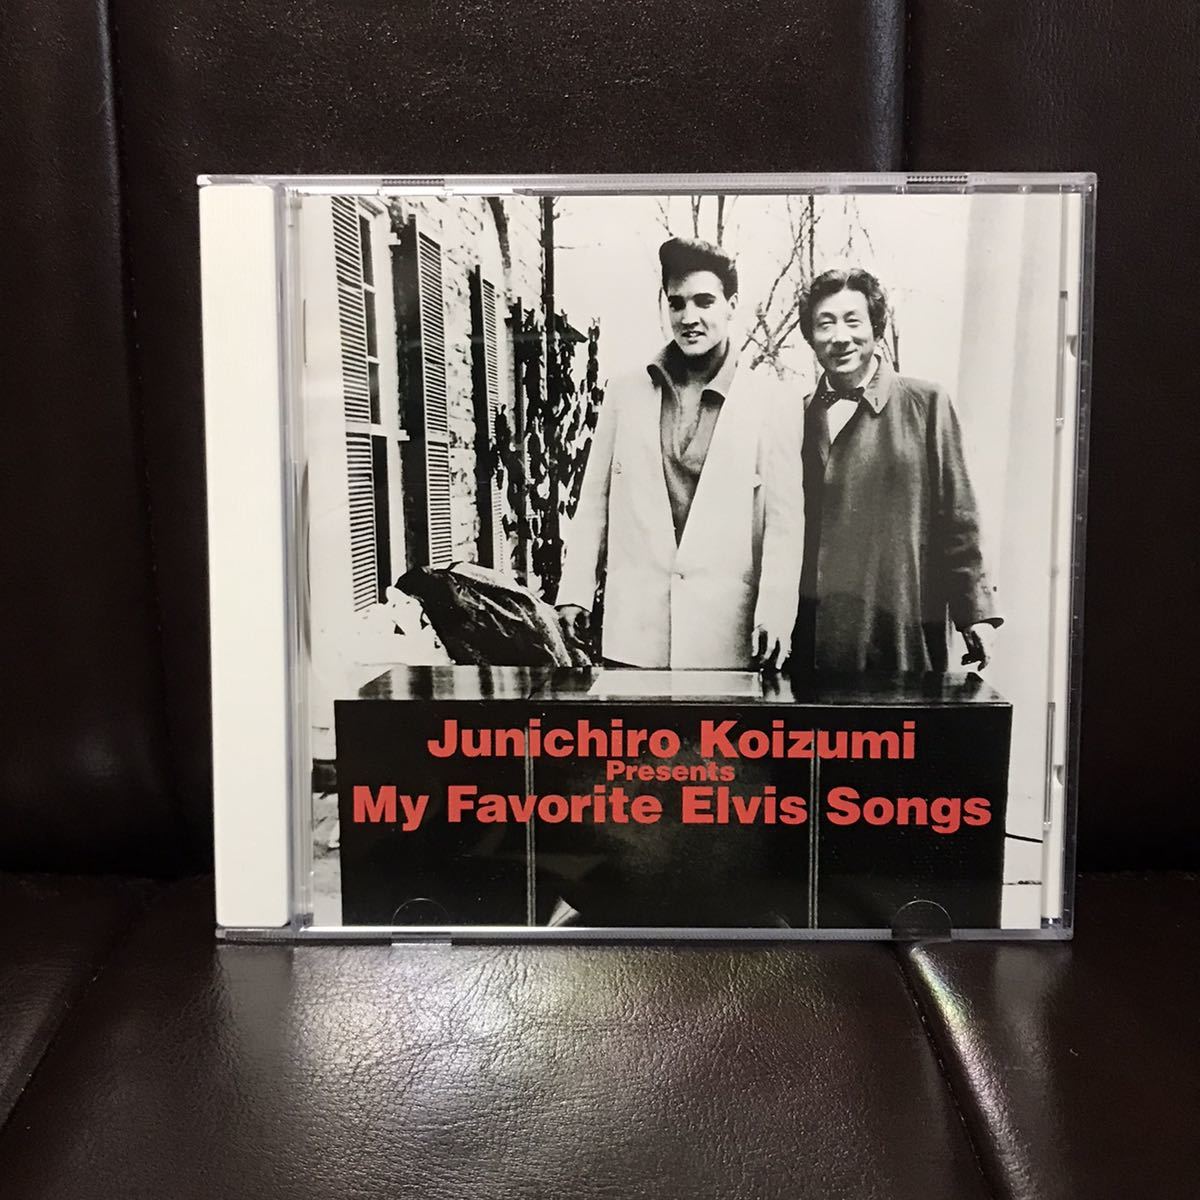 Junichiro Koizumi
Presents
My Favorite Elvis Songs